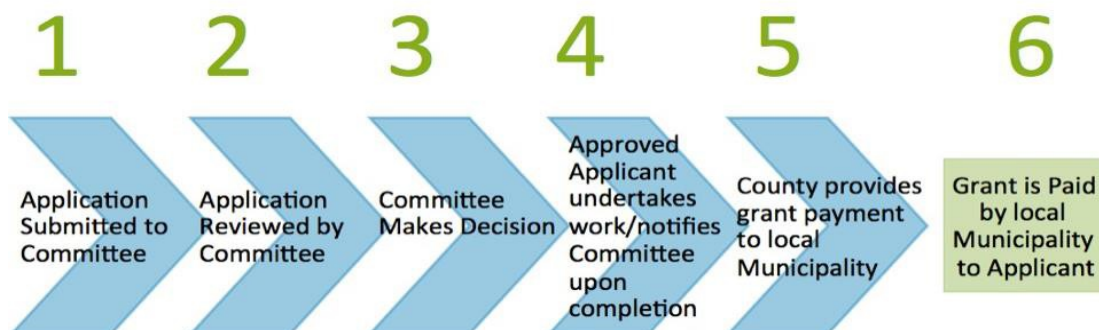 1
2
3
4
5
6
Application
Submitted to
Committee
Application
Reviewed by
Committee
Committee
Makes Decision
Approved
Applicant
undertakes
work/notifies
Committee
upon
completion
County provides
grant payment
to local
Municipality
Grant is Paid
by local
Municipality
to Applicant